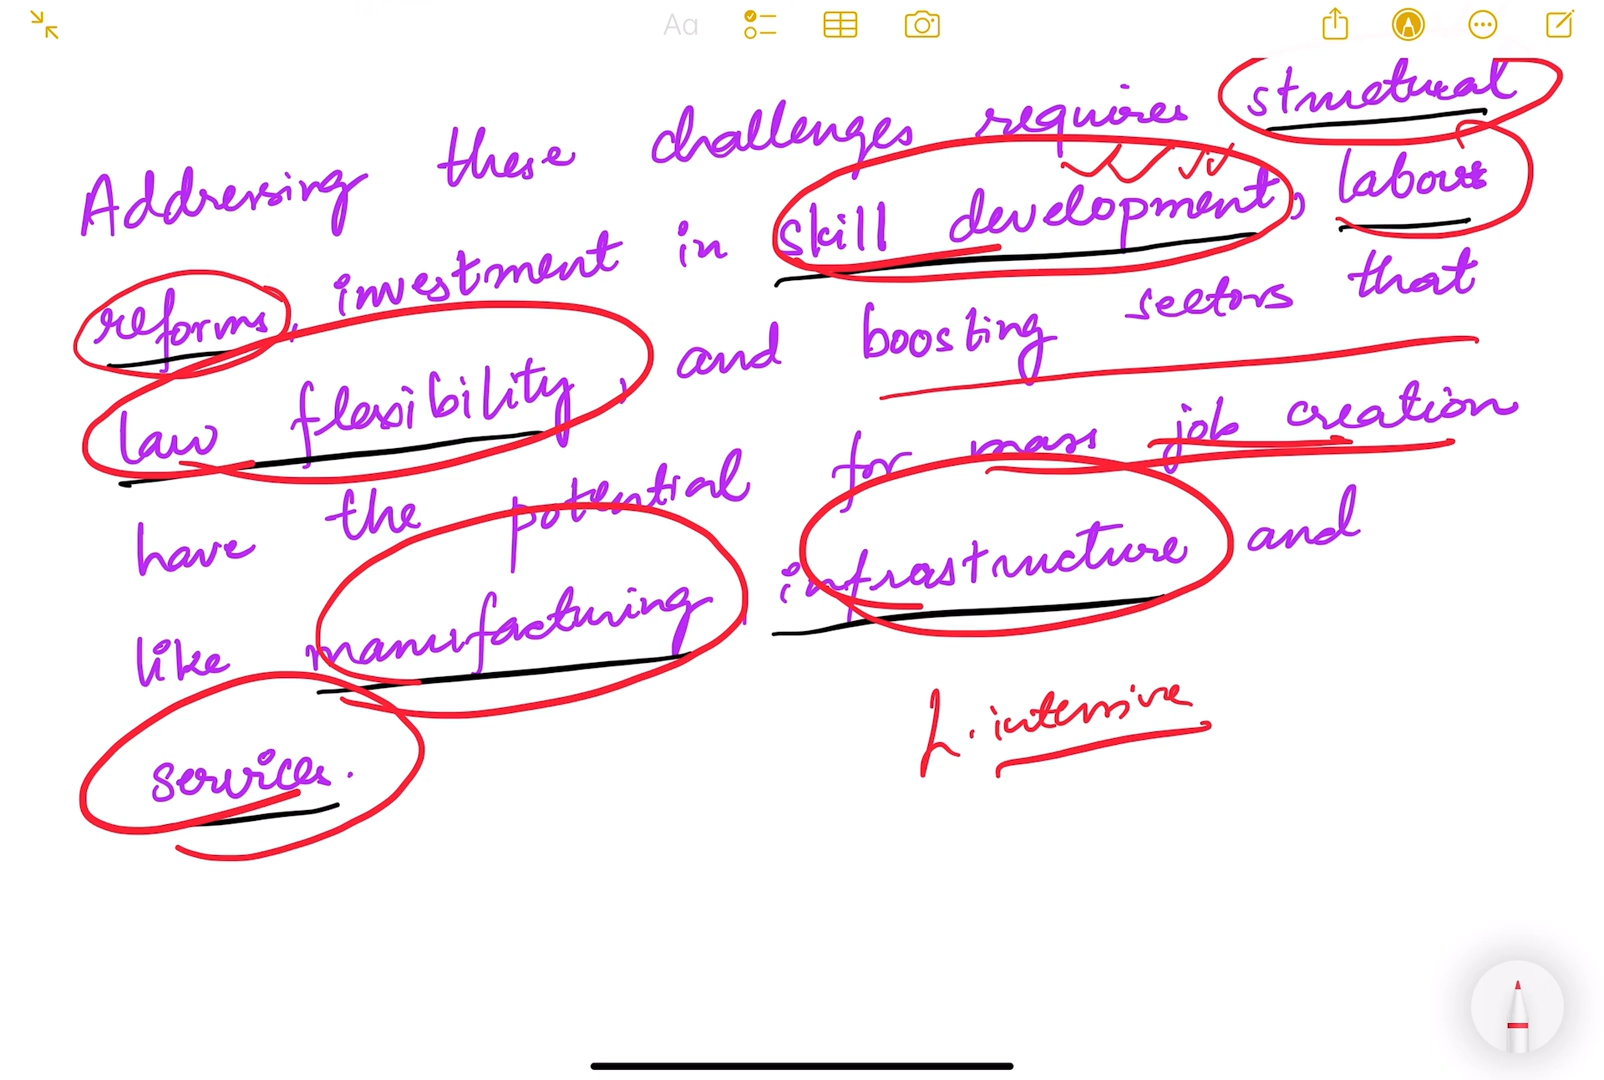 Aa
Addressing these challenges requires structural
reforms, investment in skill development, labour
law flexibility, and boosting sectors that
have the potential for mass job creation
like manufacturing, infrastructure and
services.
L. intensive